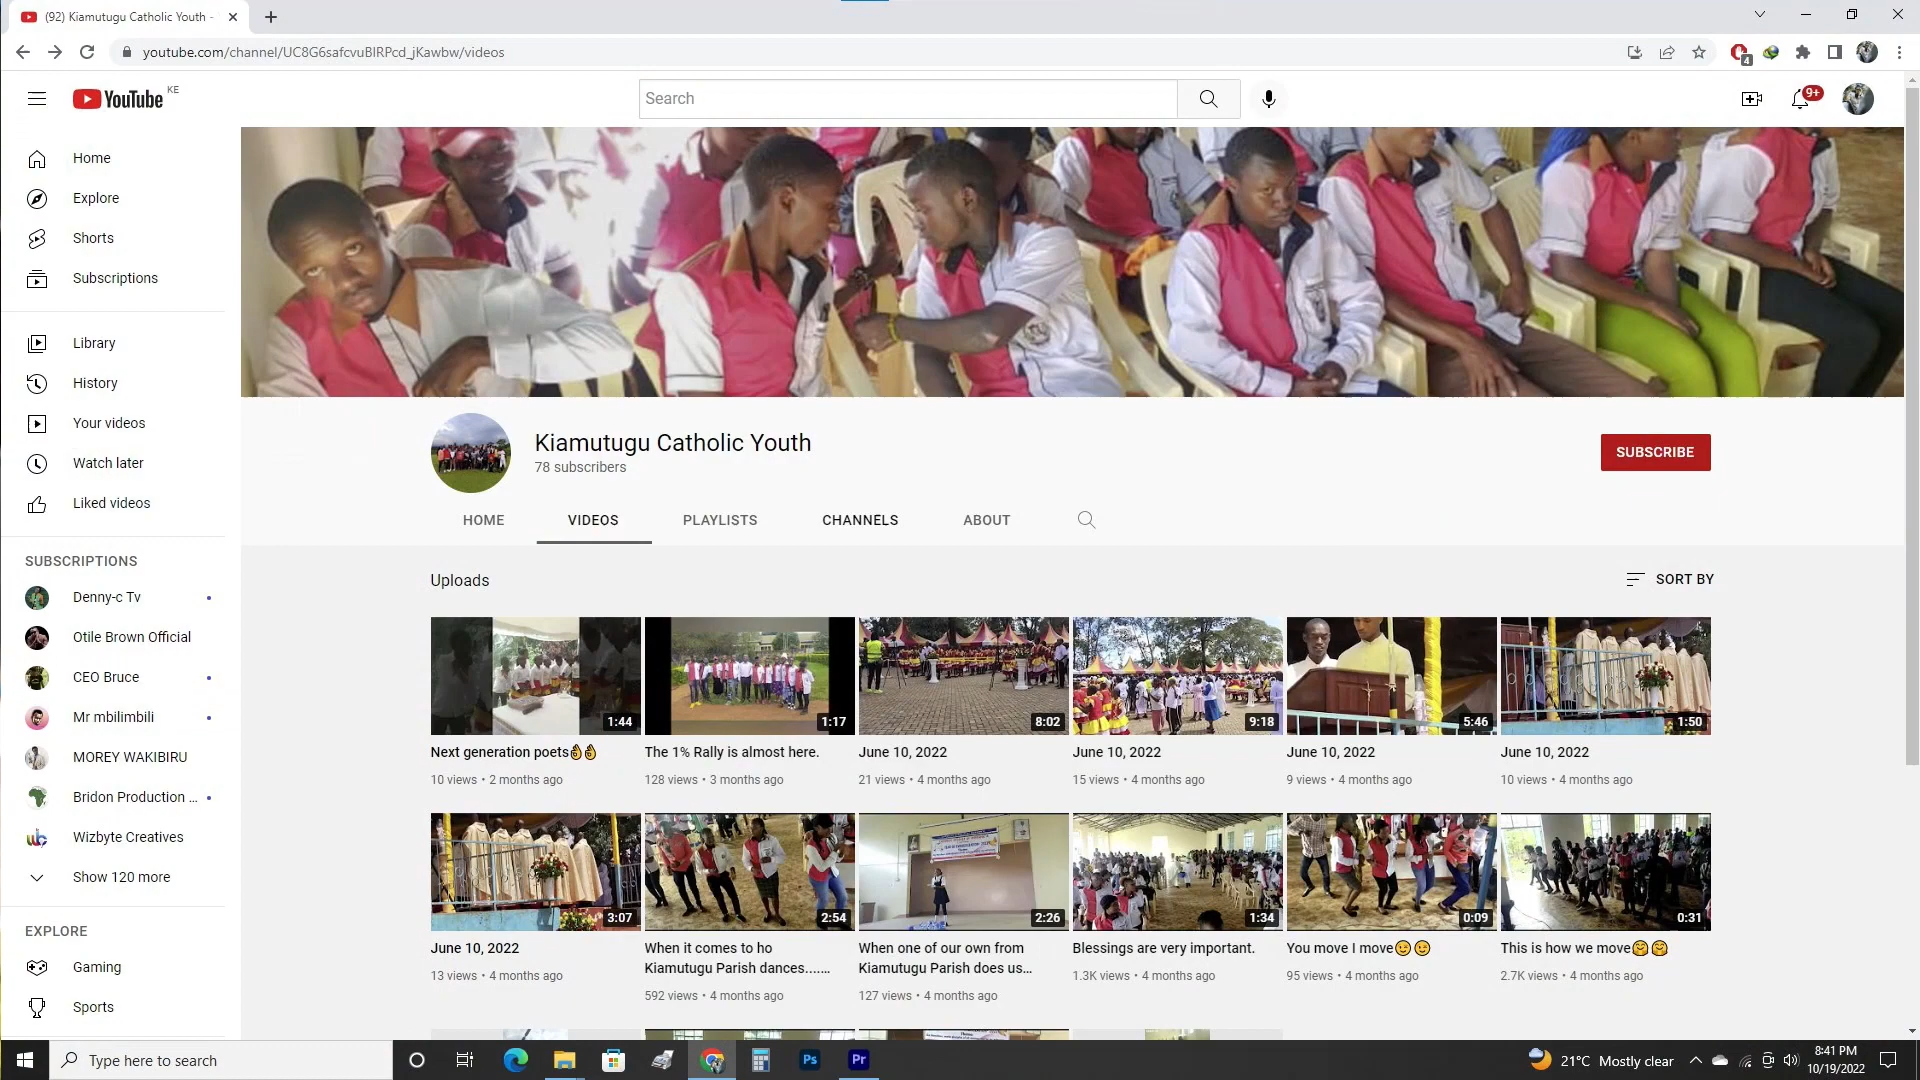 (92) Kiamutugu Catholic Youth -
youtube.com/channel/UC8G6safcvuBIRPcd_jKawbw/videos
4
YouTube KE
Search
9+
Home
Explore
Shorts
Subscriptions
Library
History
Your videos
Watch later
Liked videos
SUBSCRIPTIONS
Denny-c Tv
Otile Brown Official
CEO Bruce
Mr mbilimbili
MOREY WAKIBIRU
Bridon Production ...
Wizbyte Creatives
Show 120 more
EXPLORE
Gaming
Sports
Kiamutugu Catholic Youth
78 subscribers
SUBSCRIBE
HOME VIDEOS PLAYLISTS CHANNELS ABOUT
Uploads
SORT BY
1:44
Next generation poets👌👌
10 views • 2 months ago
1:17
The 1% Rally is almost here.
128 views • 3 months ago
8:02
June 10, 2022
21 views • 4 months ago
9:18
June 10, 2022
15 views • 4 months ago
5:46
June 10, 2022
9 views • 4 months ago
1:50
June 10, 2022
10 views • 4 months ago
3:07
June 10, 2022
13 views • 4 months ago
2:54
When it comes to ho
Kiamutugu Parish dances.......
592 views • 4 months ago
2:26
When one of our own from
Kiamutugu Parish does us...
127 views • 4 months ago
1:34
Blessings are very important.
1.3K views • 4 months ago
0:09
You move I move😉😉
95 views • 4 months ago
0:31
This is how we move🤗🤗
2.7K views • 4 months ago
Type here to search
Ps
Pr
21°C Mostly clear
8:41 PM
10/19/2022